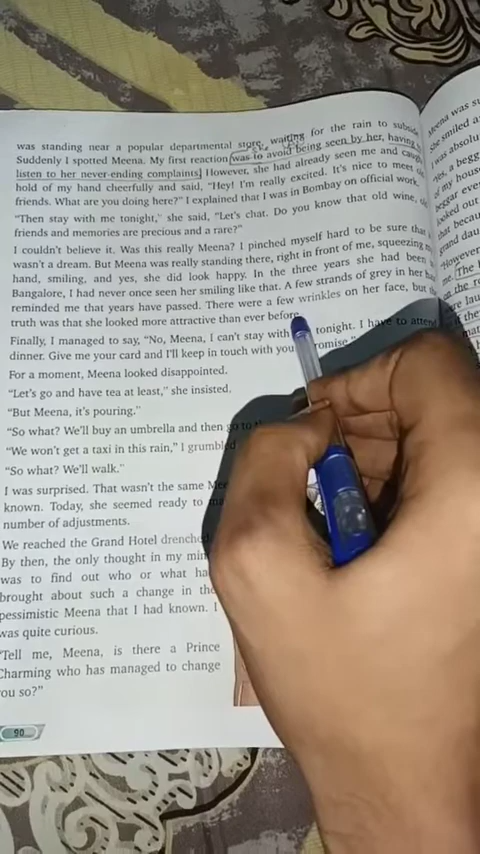 was standing near a popular departmental store, waiting for the rain to subside
Suddenly I spotted Meena. My first reaction was to avoid being seen by her, having
listen to her never-ending complaints. However, she had already seen me and
hold of my hand cheerfully and said, "Hey! I'm really excited. It's nice to meet
friends. What are you doing here?" I explained that I was in Bombay on official work.
"Then stay with me tonight," she said, "Let's chat. Do you know that old wine,
friends and memories are precious and a rare?"
I couldn't believe it. Was this really Meena? I pinched myself hard to be sure that
wasn't a dream. But Meena was really standing there, right in front of me, squeezing
hand, smiling, and yes, she did look happy. In the three years she had been
Bangalore, I had never once seen her smiling like that. A few strands of grey in her
reminded me that years have passed. There were a few wrinkles on her face, but
truth was that she looked more attractive than ever before.
Finally, I managed to say, "No, Meena, I can't stay with tonight. I have to
dinner. Give me your card and I'll keep in touch with
For a moment, Meena looked disappointed.
"Let's go and have tea at least," she insisted.
"But Meena, it's pouring."
"So what? We'll buy an umbrella and then go to
"We won't get a taxi in this rain," I
"So what? We'll walk."
I was surprised. That wasn't the same
known. Today, she seemed ready to
number of adjustments.
We reached the Grand Hotel
By then, the only thought in my
was to find out who or what
brought about such a change in the
pessimistic Meena that I had known. I
was quite curious.
"Tell me, Meena, is there a Prince
Charming who has managed to change
ou so?"
90
Meena was
she smiled
was
a
of my house
beggar
looked out
that
grand
"However
The